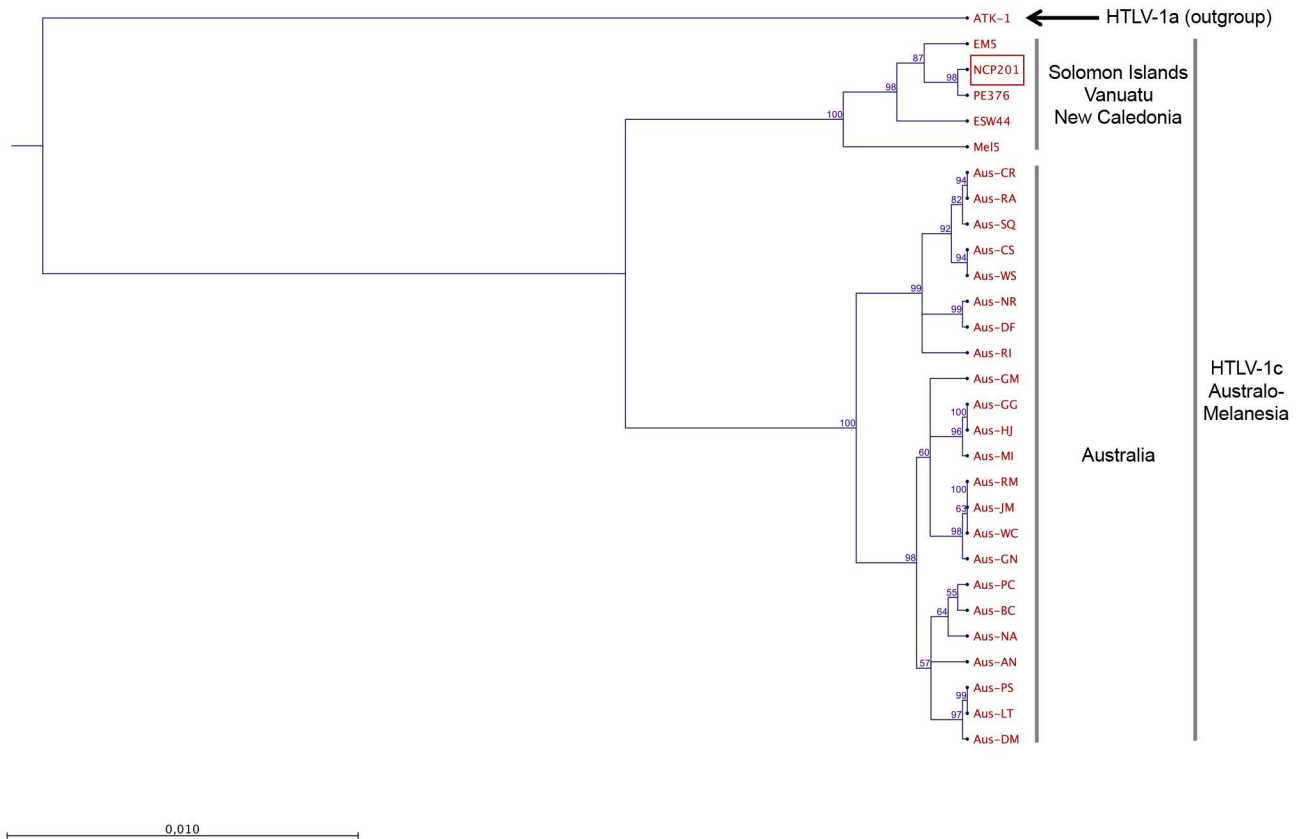 ATK-1
HTLV-1a (outgroup)
EM5
87
NCP201
98
PE376
98
ESW44
100
Mel5
Solomon Islands
Vanuatu
New Caledonia
Aus-CR
94
Aus-RA
82
Aus-SQ
92
Aus-CS
94
Aus-WS
99
Aus-NR
99
Aus-DF
Aus-RI
Aus-GM
Aus-GG
100
Aus-HJ
96
100
Aus-MI
60
Aus-RM
100
Aus-JM
63
Aus-WC
98
Aus-GN
98
Aus-PC
55
Aus-BC
64
Aus-NA
Aus-AN
57
Aus-PS
99
Aus-LT
97
Aus-DM
Australia
HTLV-1c
Australo-
Melanesia
0,010